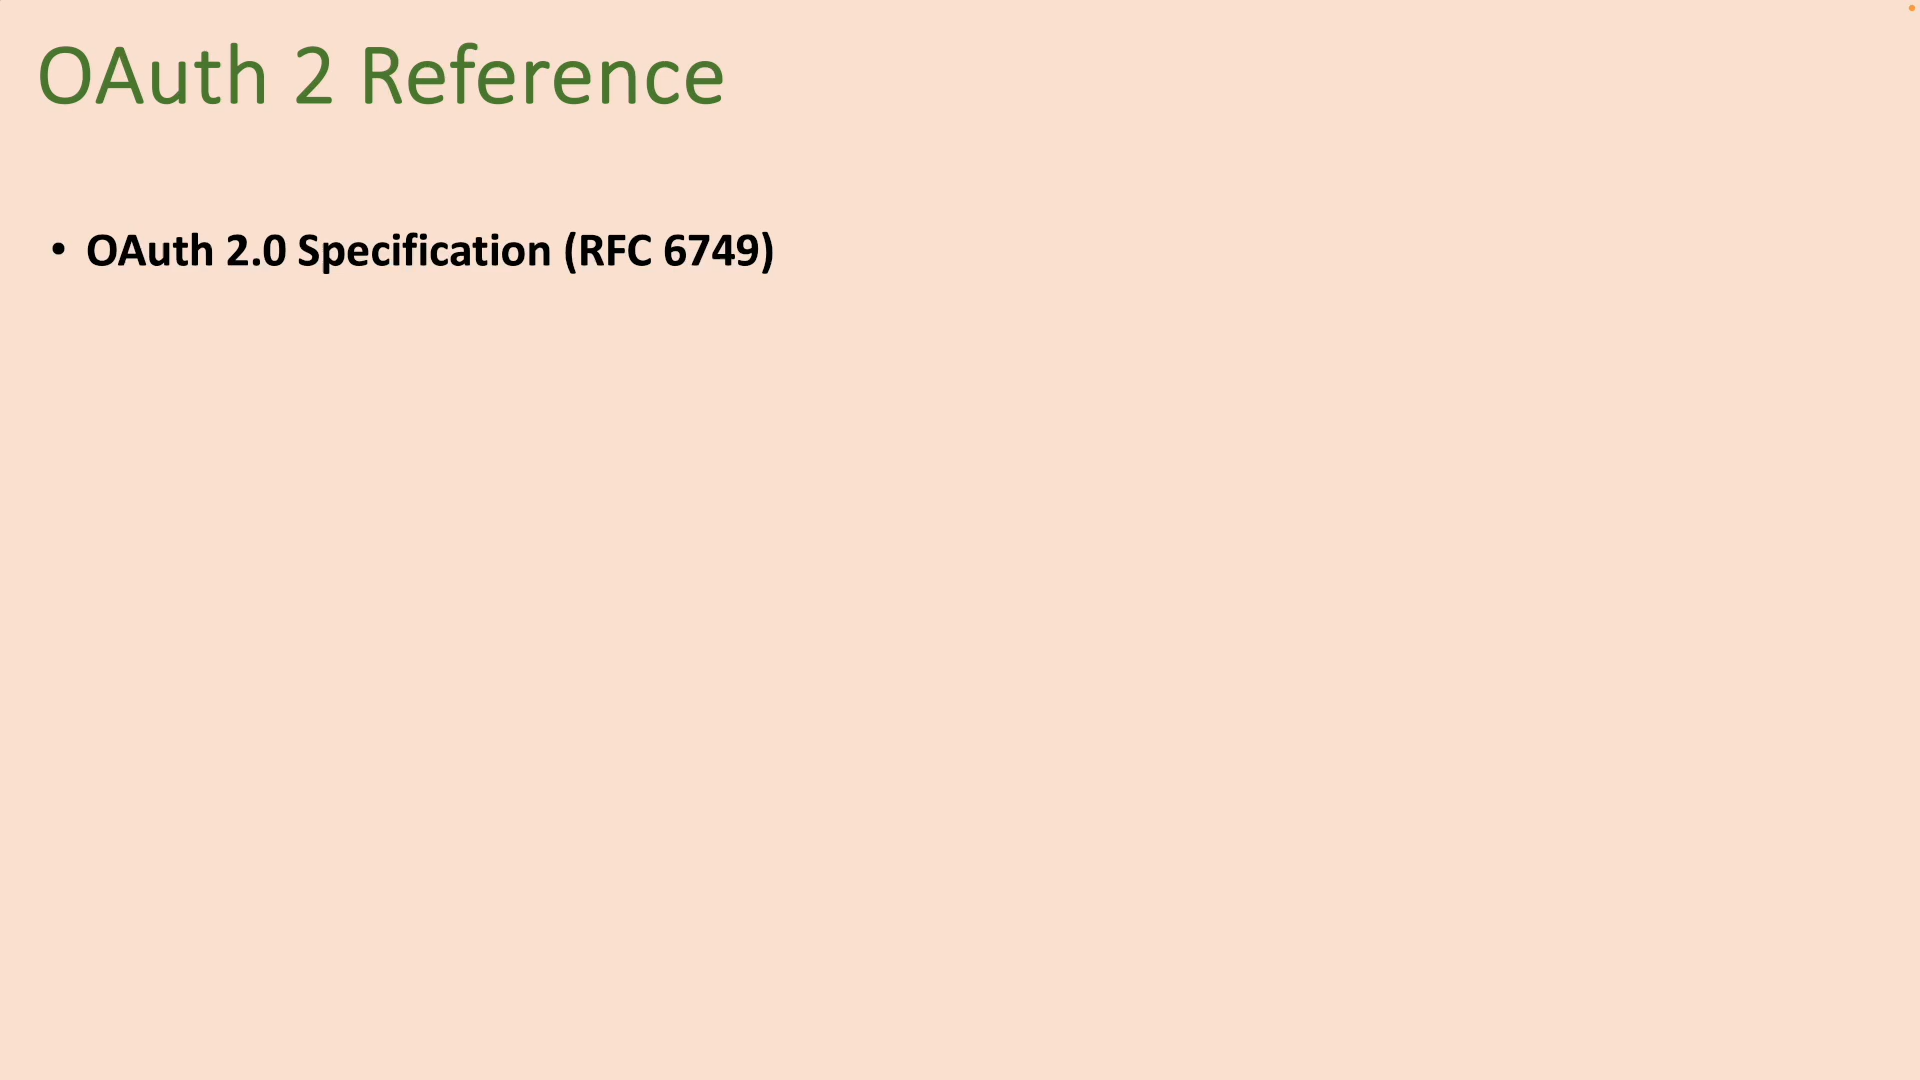 OAuth 2 Reference
• OAuth 2.0 Specification (RFC 6749)